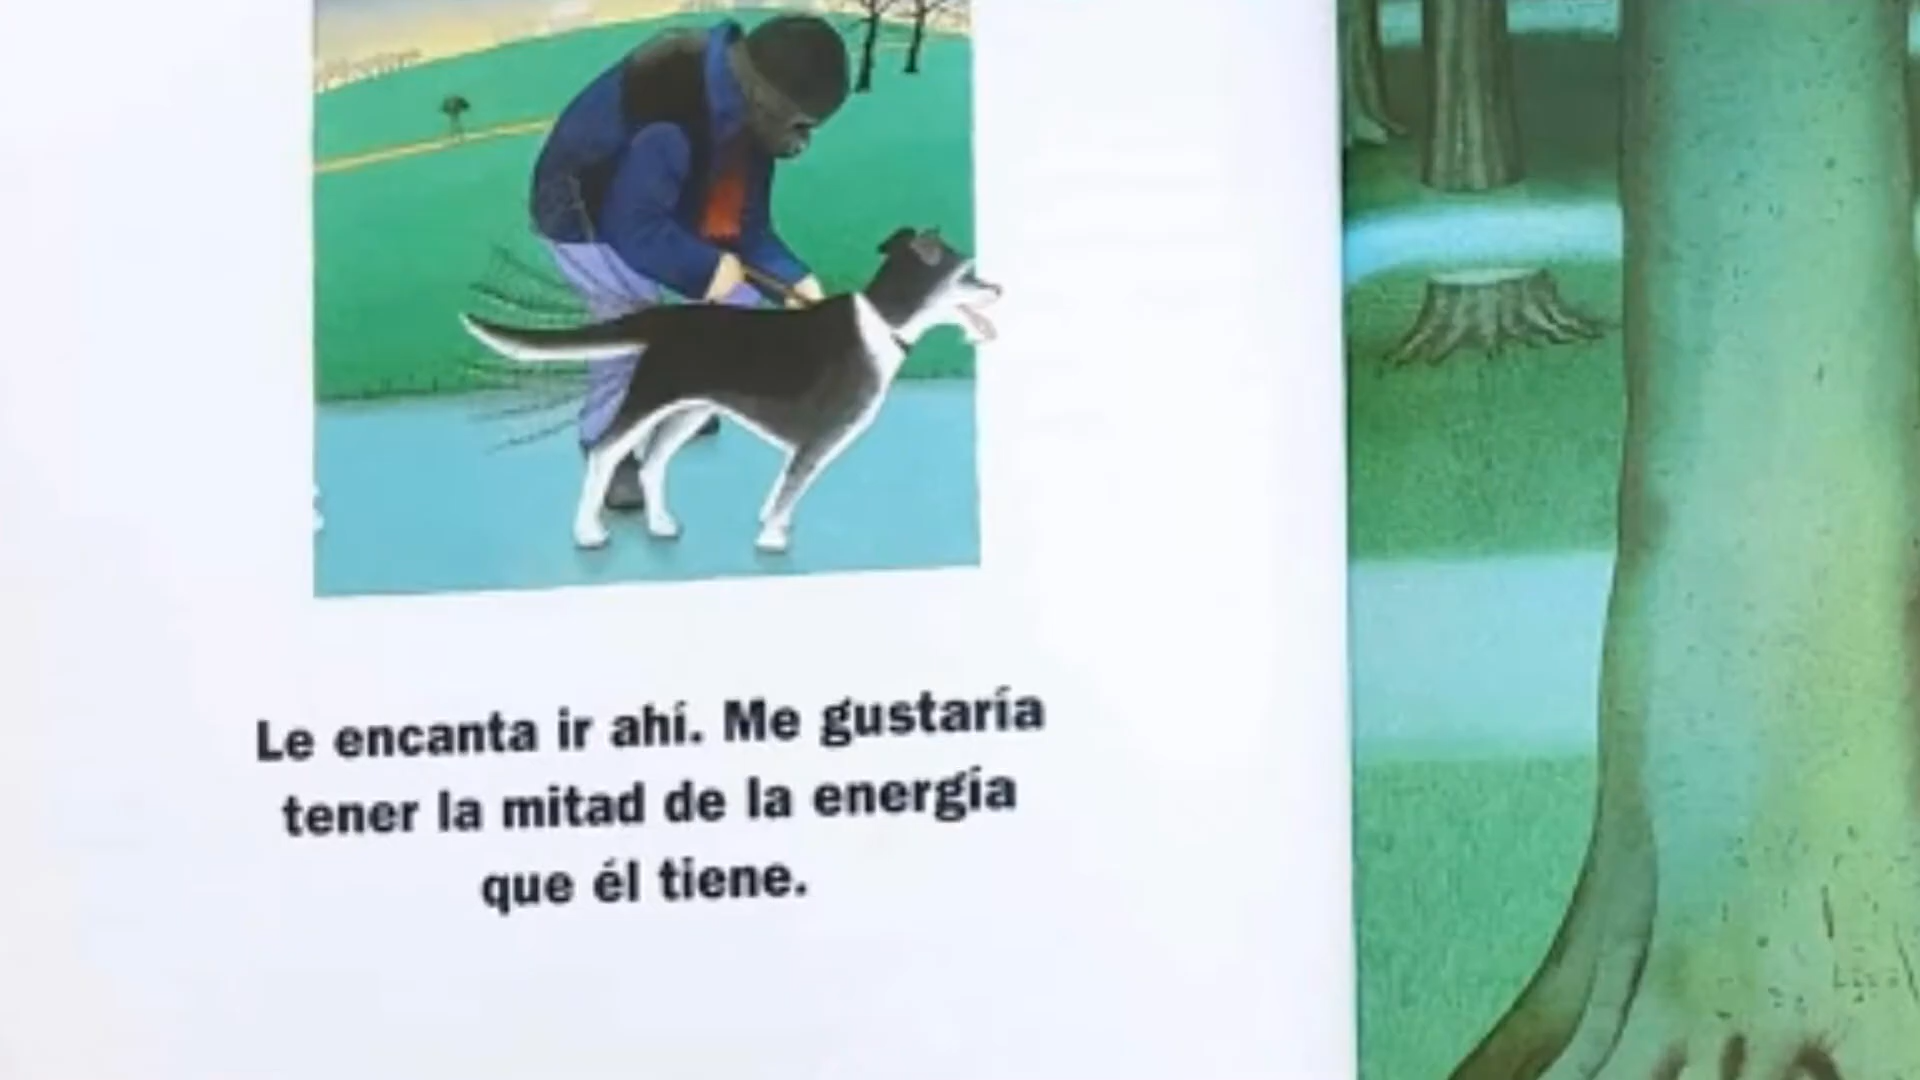 Le encanta ir ahí. Me gustaría
tener la mitad de la energía
que él tiene.